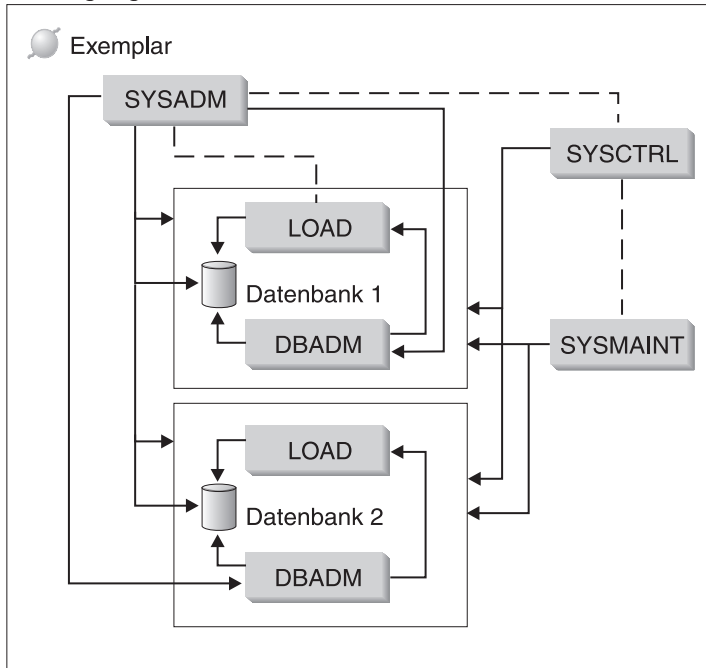 Exemplar
SYSADM
SYSCTRL
LOAD
Datenbank 1
DBADM
SYSMAINT
LOAD
Datenbank 2
DBADM